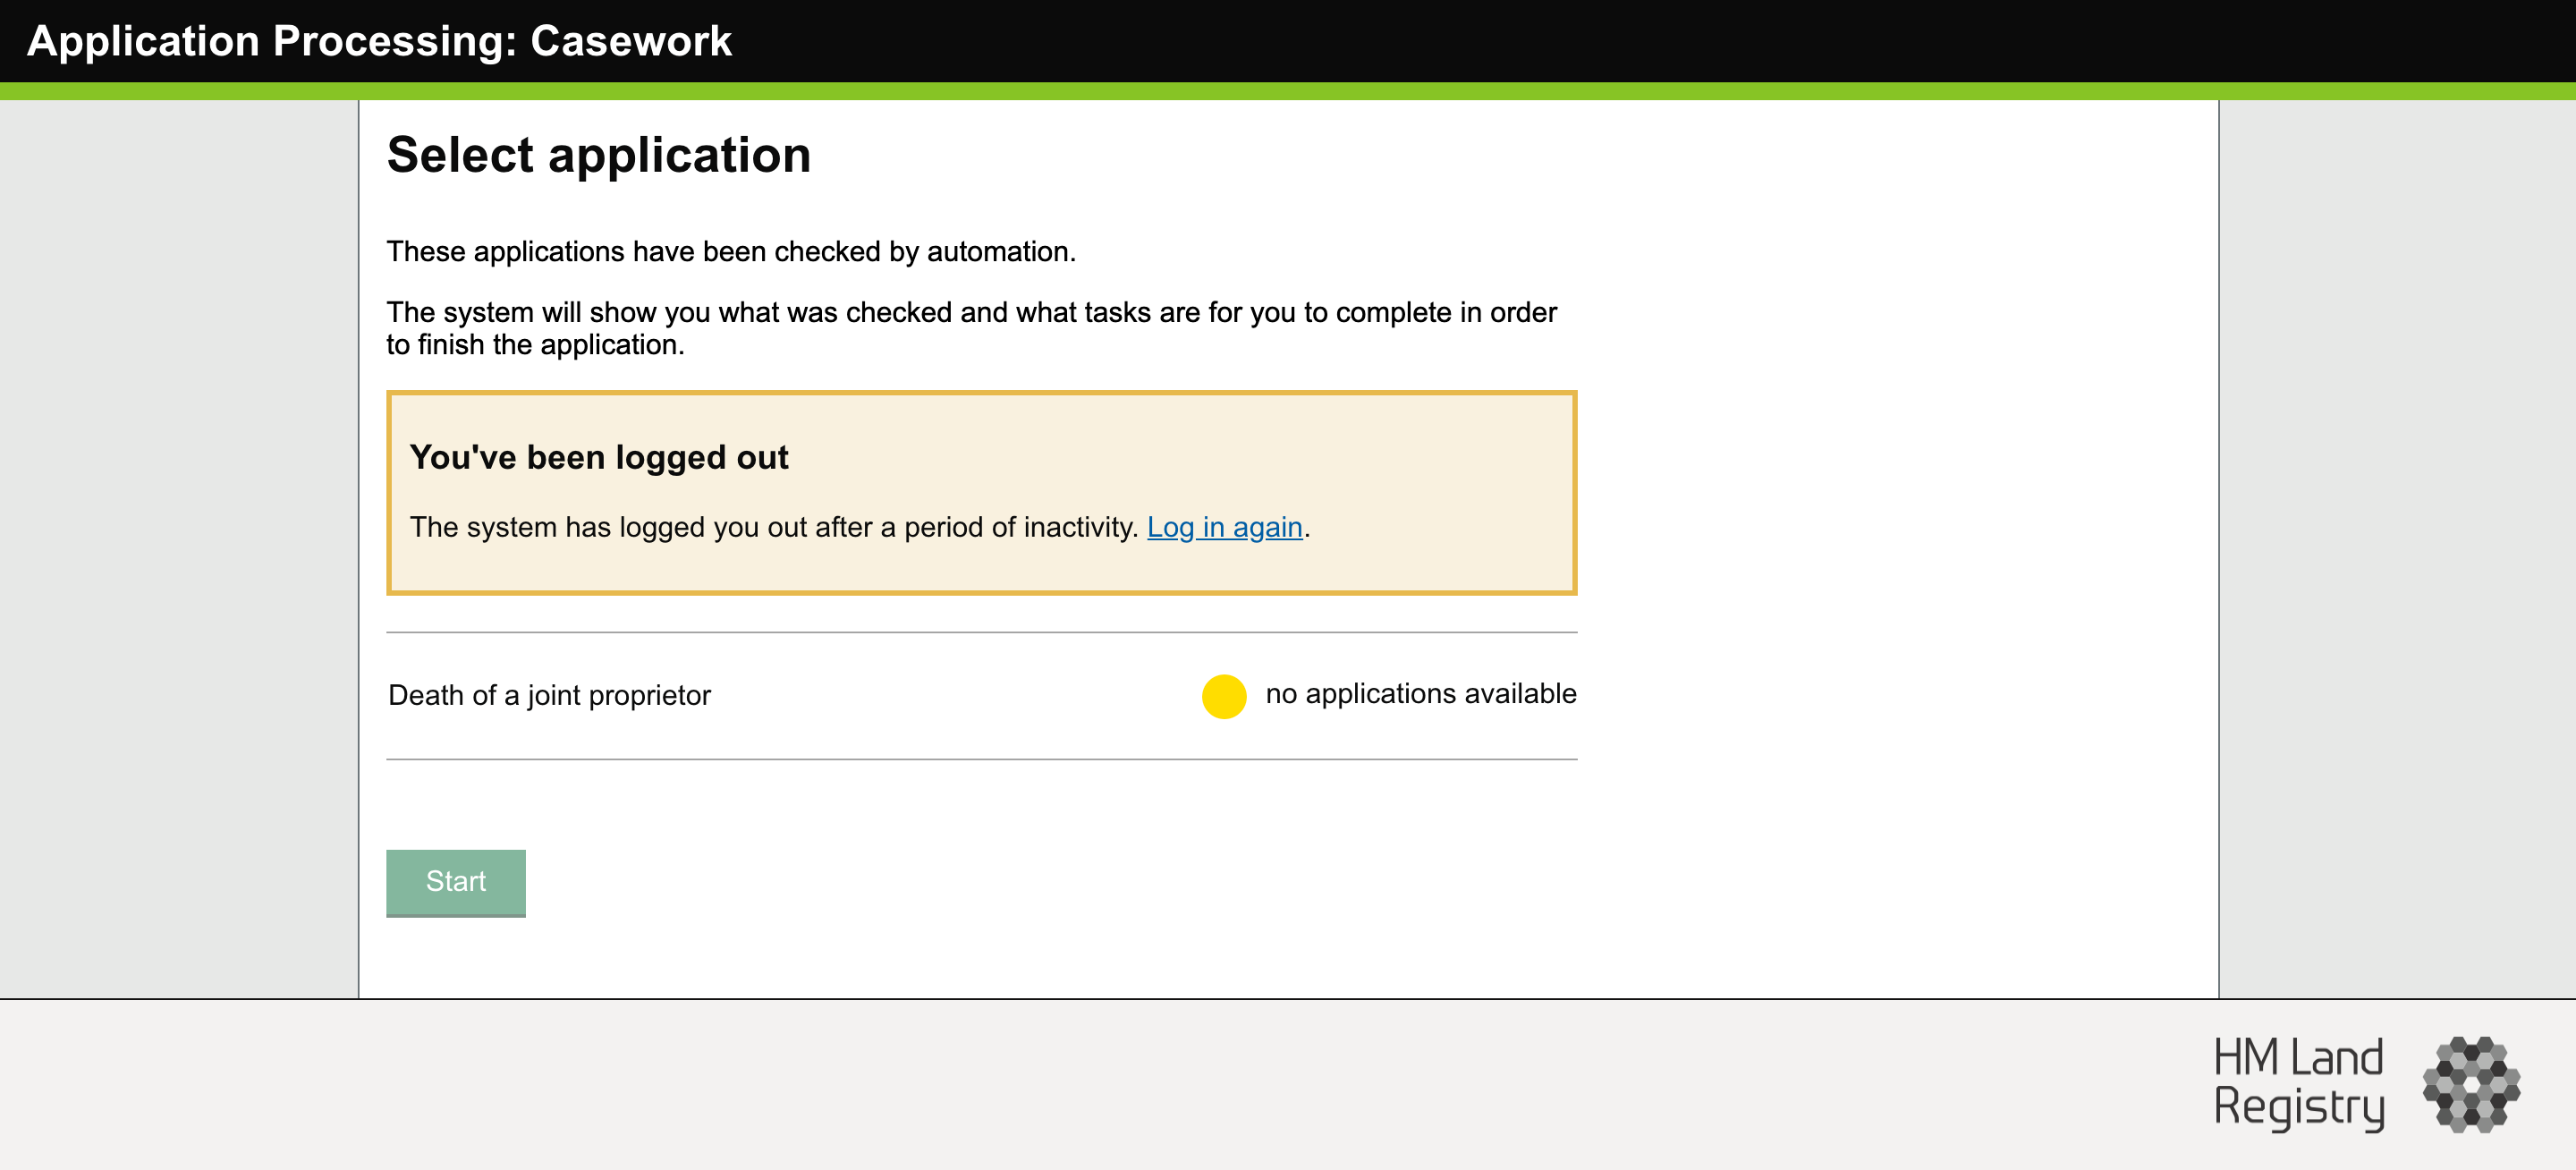 Application Processing: Casework
Select application
These applications have been checked by automation.
The system will show you what was checked and what tasks are for you to complete in order
to finish the application.
You've been logged out
The system has logged you out after a period of inactivity. Log in again.
Death of a joint proprietor
no applications available
Start
HM Land
Registry